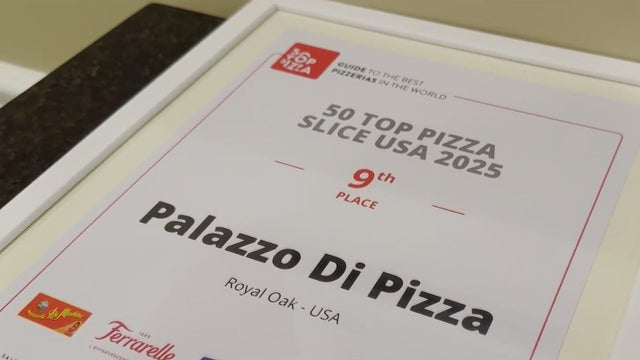 50
TOP
PIZZA
GUIDE TO THE BEST
PIZZERIAS IN THE WORLD
50 TOP PIZZA
SLICE USA 2025
9th
PLACE
Palazzo Di Pizza
Royal Oak - USA
Ferrarelle